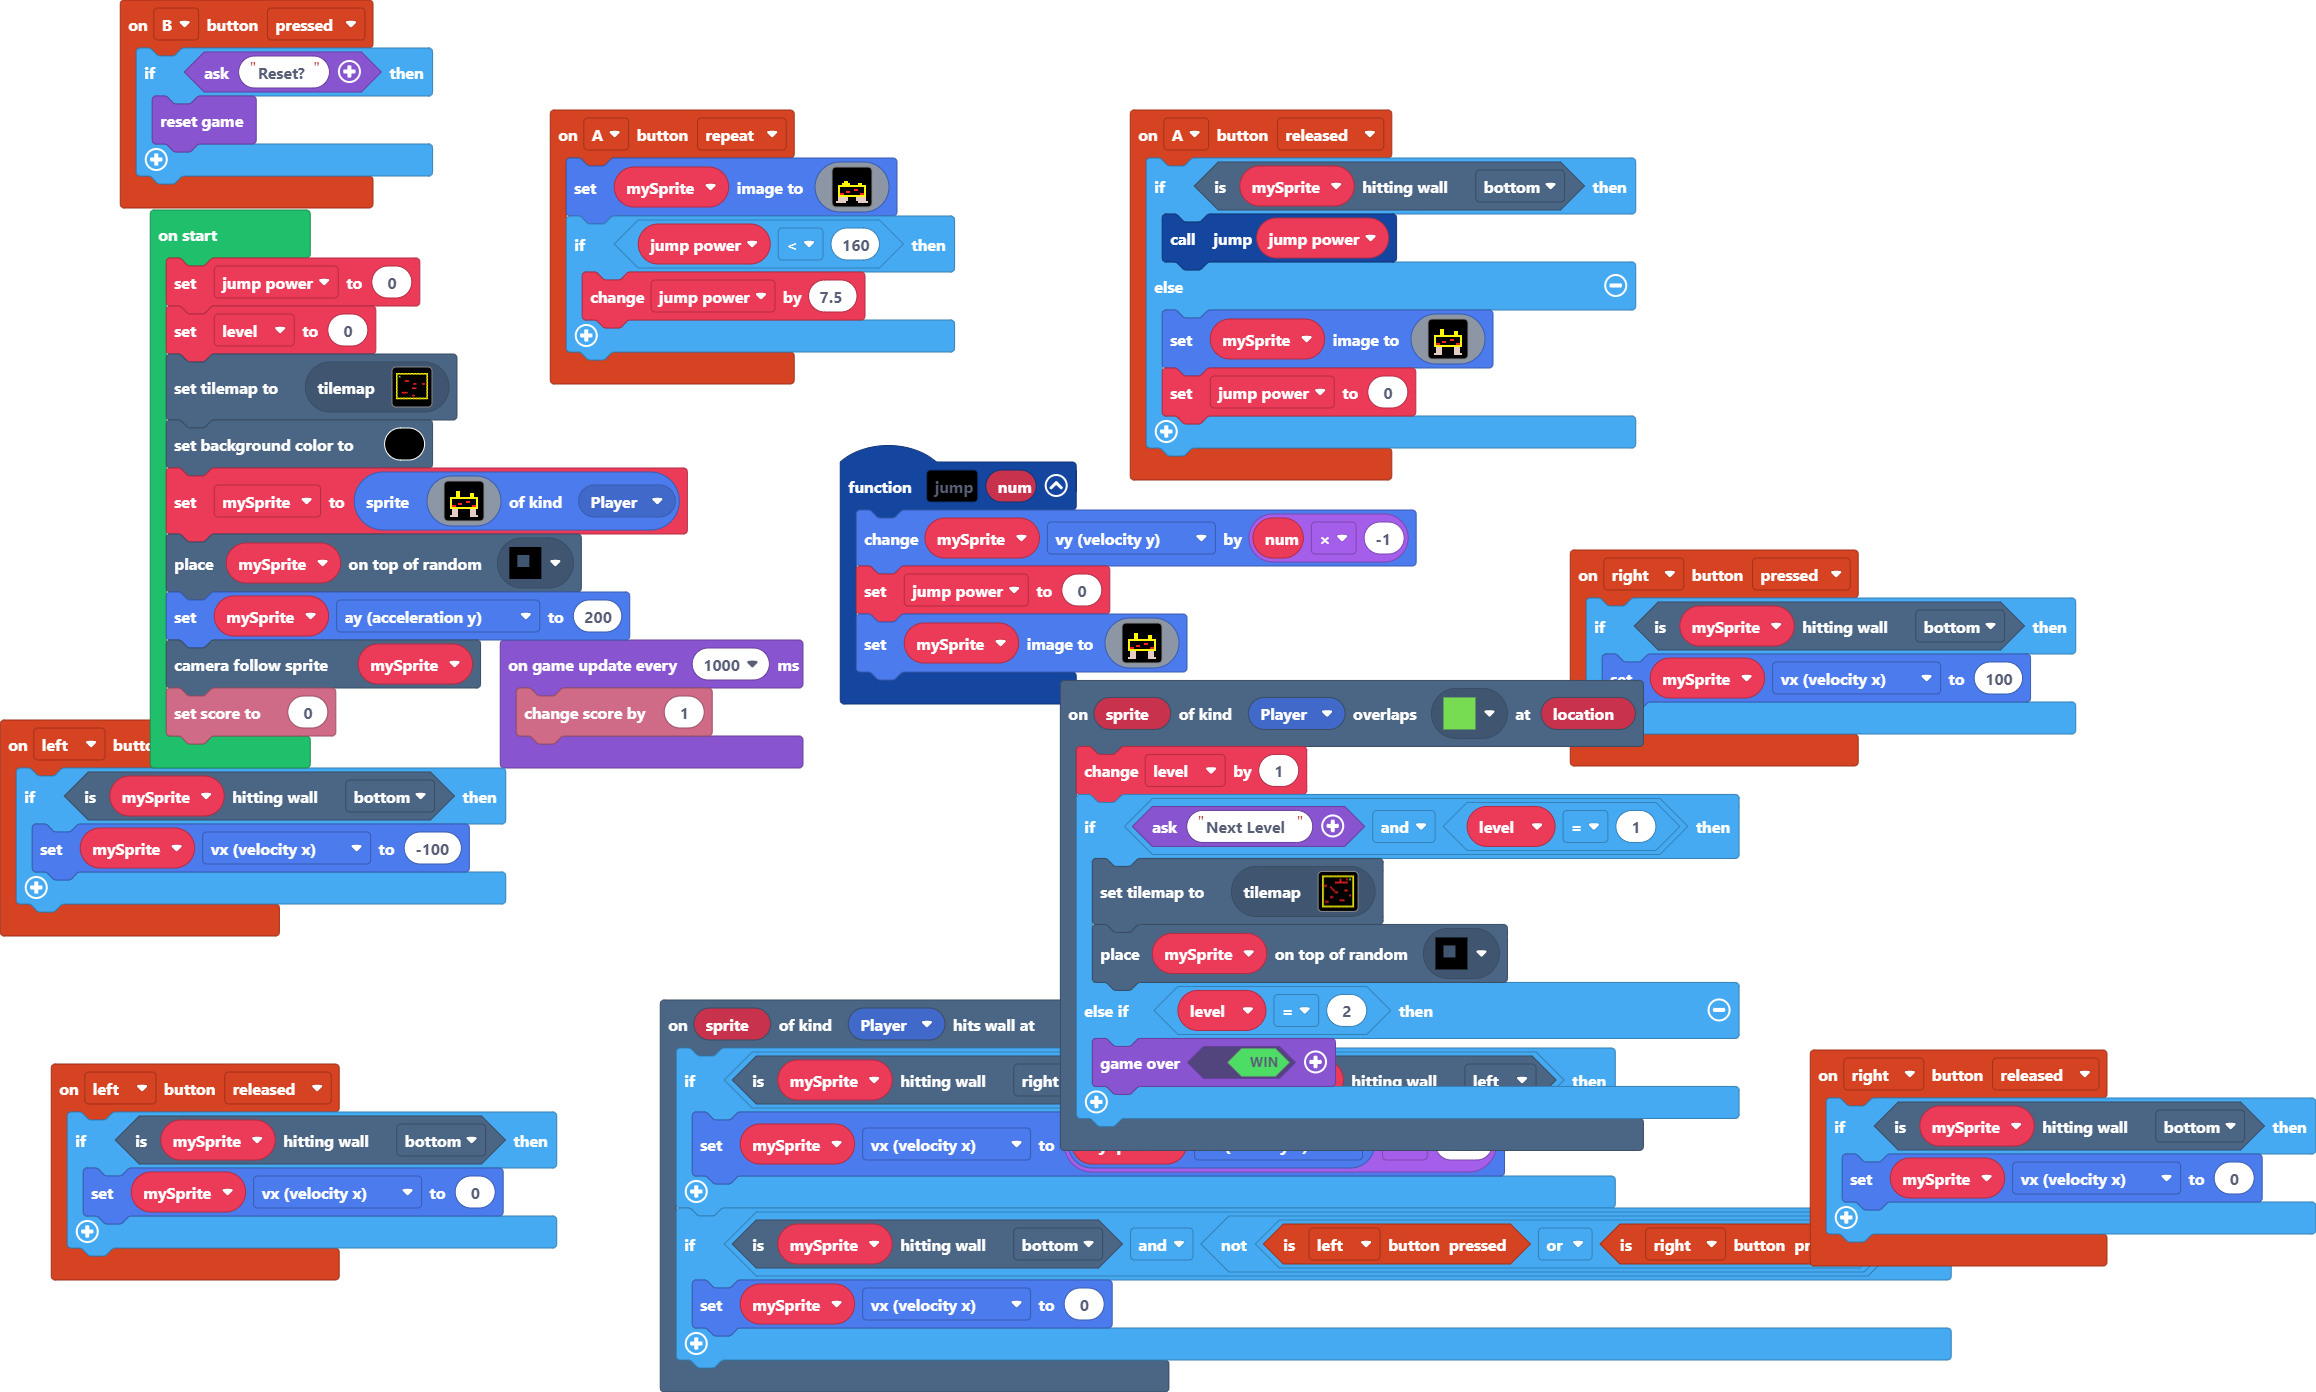 on B button pressed
if ask "Reset?" then
reset game
on start
set jump power to 0
set level to 0
set tilemap to tilemap
set background color to
set mySprite to sprite of kind Player
place mySprite on top of random
set mySprite ay (acceleration y) to 200
camera follow sprite mySprite
set score to 0
on A button repeat
set mySprite image to
if jump power < 160 then
change jump power by 7.5
on A button released
if is mySprite hitting wall bottom then
call jump jump power
else
set mySprite image to
set jump power to 0
function jump num
change mySprite vy (velocity y) by num × -1
set jump power to 0
set mySprite image to
on game update every 1000 ms
change score by 1
on right button pressed
if is mySprite hitting wall bottom then
set mySprite vx (velocity x) to 100
on left
if is mySprite hitting wall bottom then
set mySprite vx (velocity x) to -100
on sprite of kind Player overlaps at location
change level by 1
if ask "Next Level " and level = 1 then
set tilemap to tilemap
place mySprite on top of random
else if level = 2 then
game over WIN
on left button released
if is mySprite hitting wall bottom then
set mySprite vx (velocity x) to 0
on sprite of kind Player hits wall at
if is mySprite hitting wall right hitting wall left then
set mySprite vx (velocity x) to
if is mySprite hitting wall bottom and not is left button pressed or is right button
set mySprite vx (velocity x) to 0
on right button released
if is mySprite hitting wall bottom then
set mySprite vx (velocity x) to 0